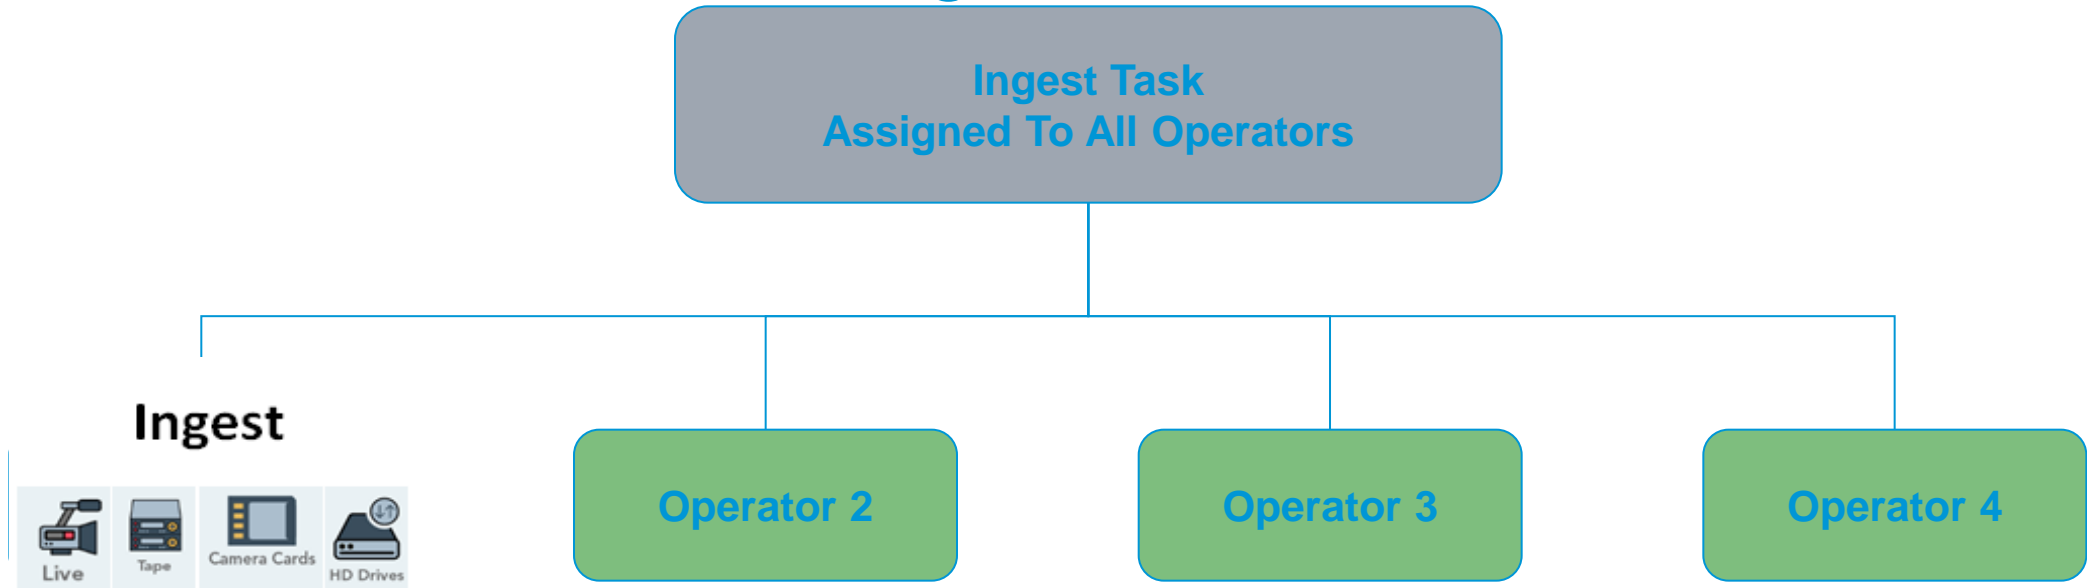 Ingest Task
Assigned To All Operators
Ingest
Live
Tape
Camera Cards
HD Drives
Operator 2
Operator 3
Operator 4